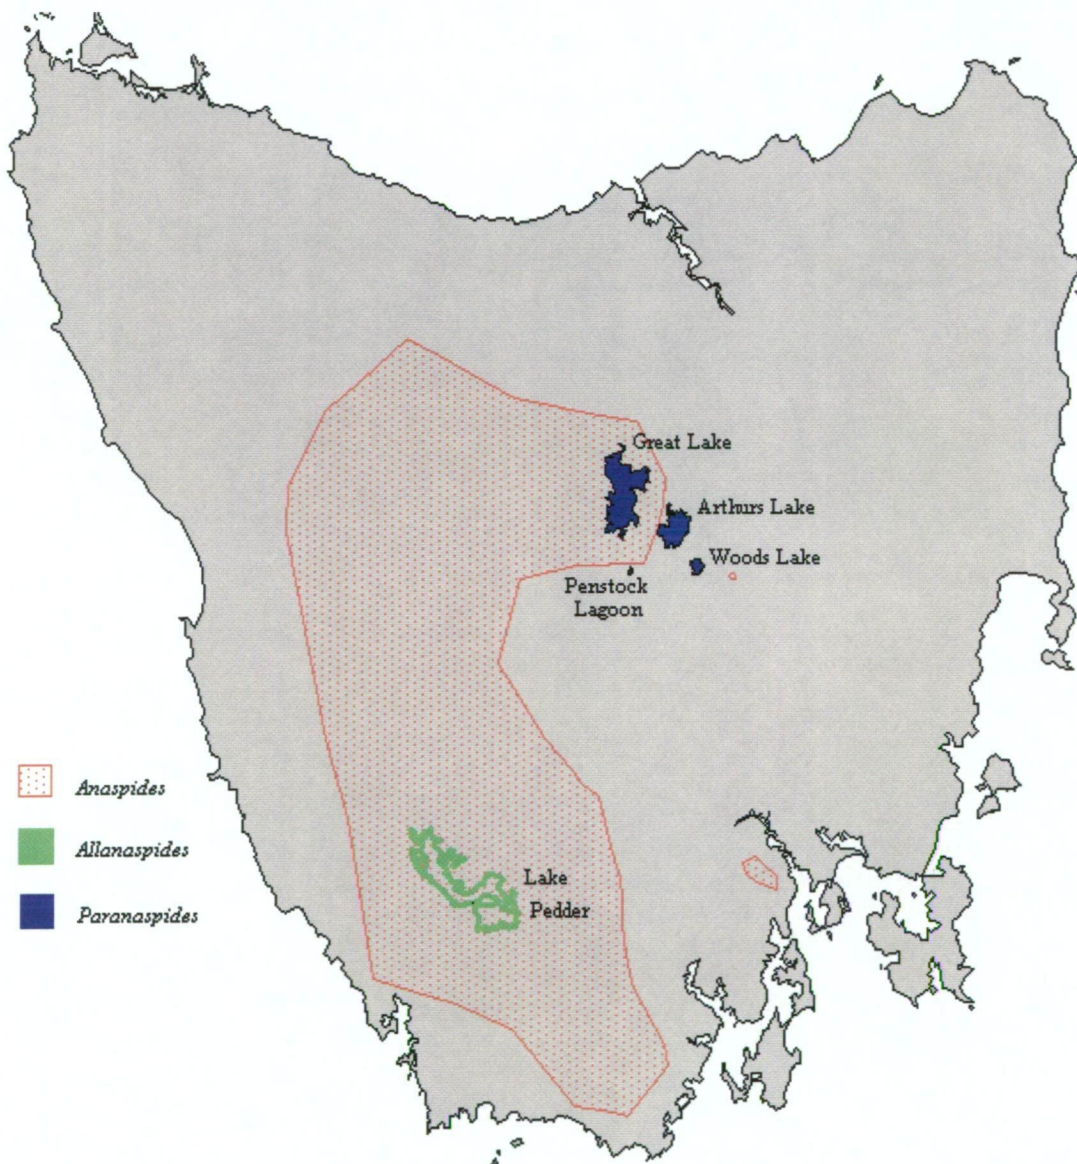 Great Lake
Arthurs Lake
Woods Lake
Penstock
Lagoon
Anaspides
Allanaspides
Paranaspides
Lake
Pedder